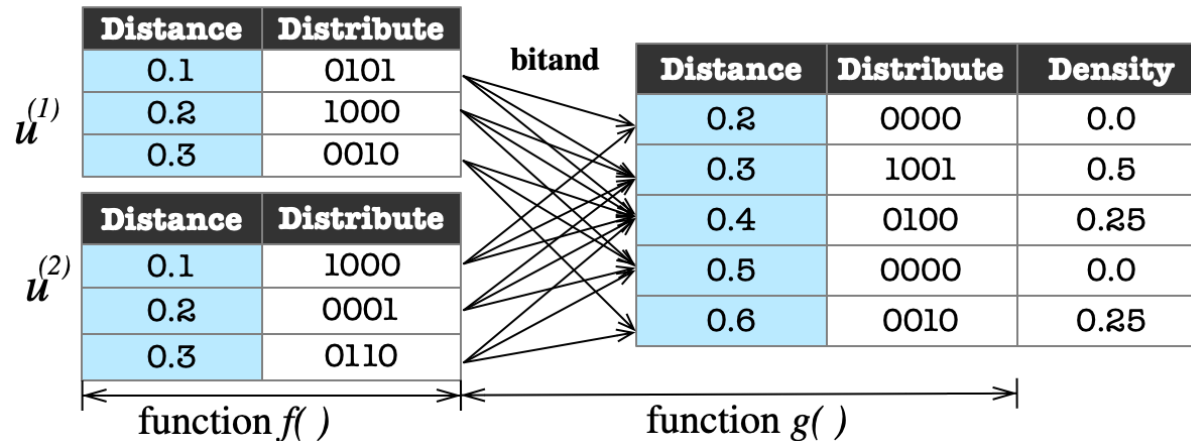 Distance Distribute
0.1 0101
0.2 1000
0.3 0010
u(1)
Distance Distribute
0.1 1000
0.2 0001
0.3 0110
u(2)
function f( )
bitand
Distance Distribute Density
0.2 0000 0.0
0.3 1001 0.5
0.4 0100 0.25
0.5 0000 0.0
0.6 0010 0.25
function g( )